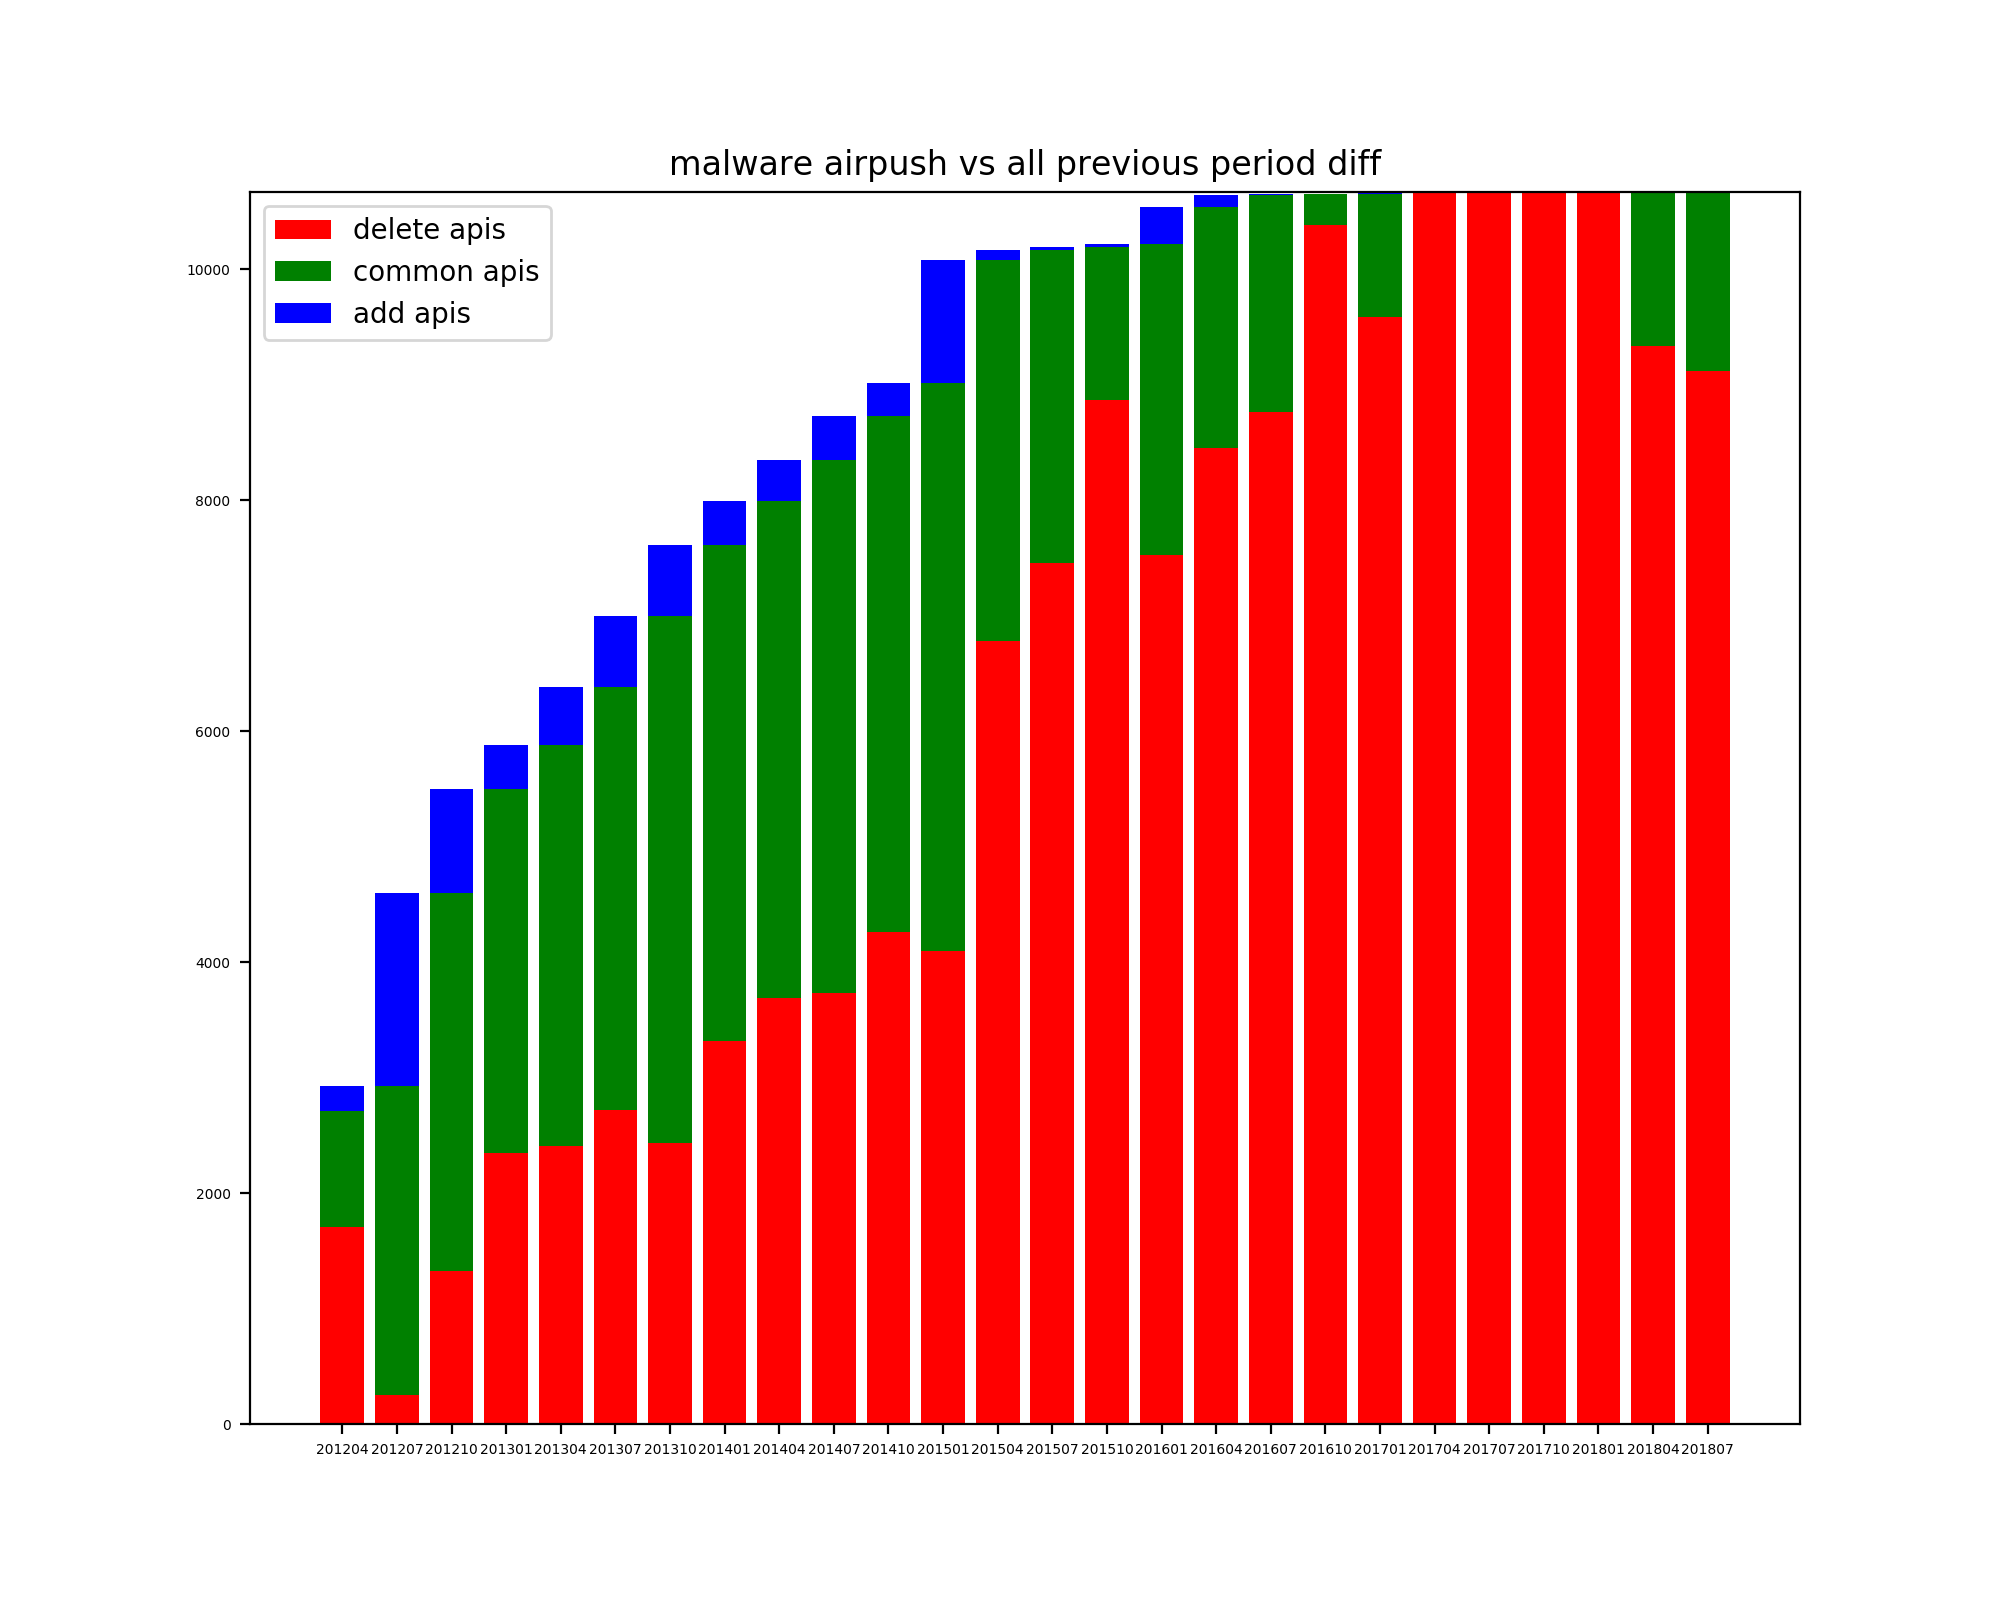 malware airpush vs all previous period diff
delete apis
common apis
add apis
10000
8000
6000
4000
2000
0
201204 201207 201210 201301 201304 201307 201310 201401 201404 201407 201410 201501 201504 201507 201510 201601 201604 201607 201610 201701 201704 201707 201710 201801 201804 201807